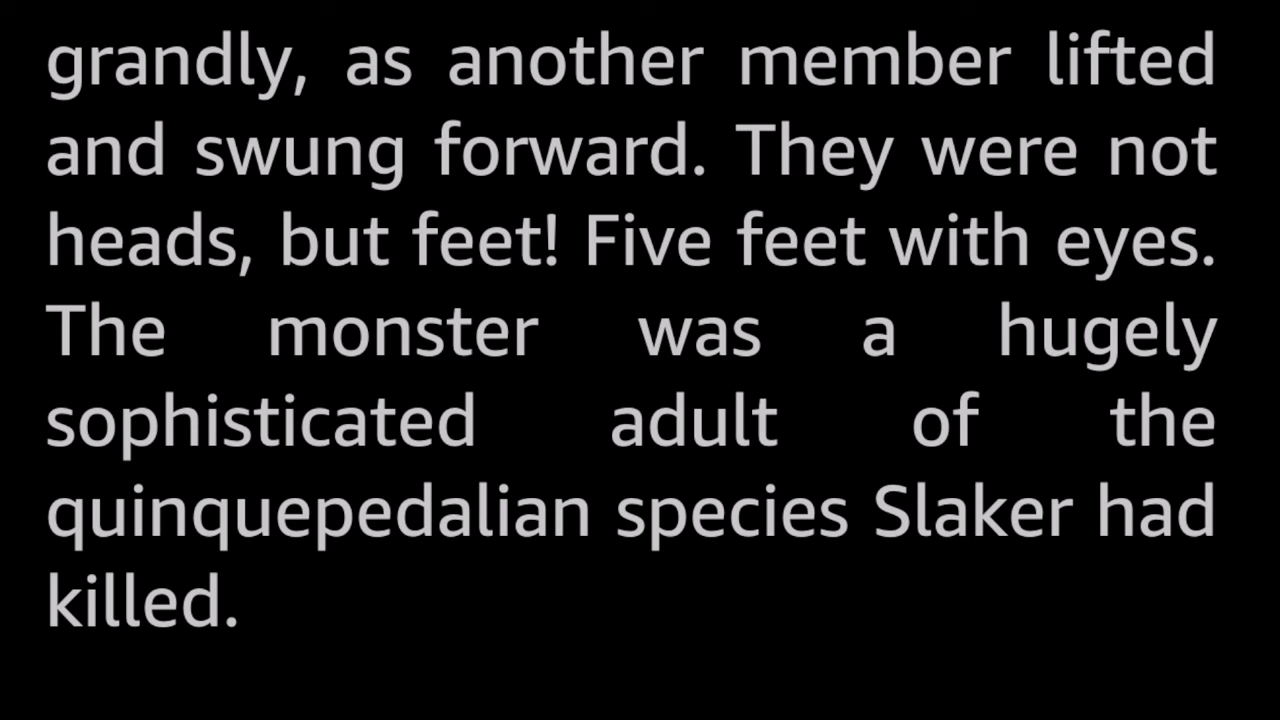 grandly, as another member lifted
and swung forward. They were not
heads, but feet! Five feet with eyes.
The monster was a hugely
sophisticated adult of the
quinquepedalian species Slaker had
killed.